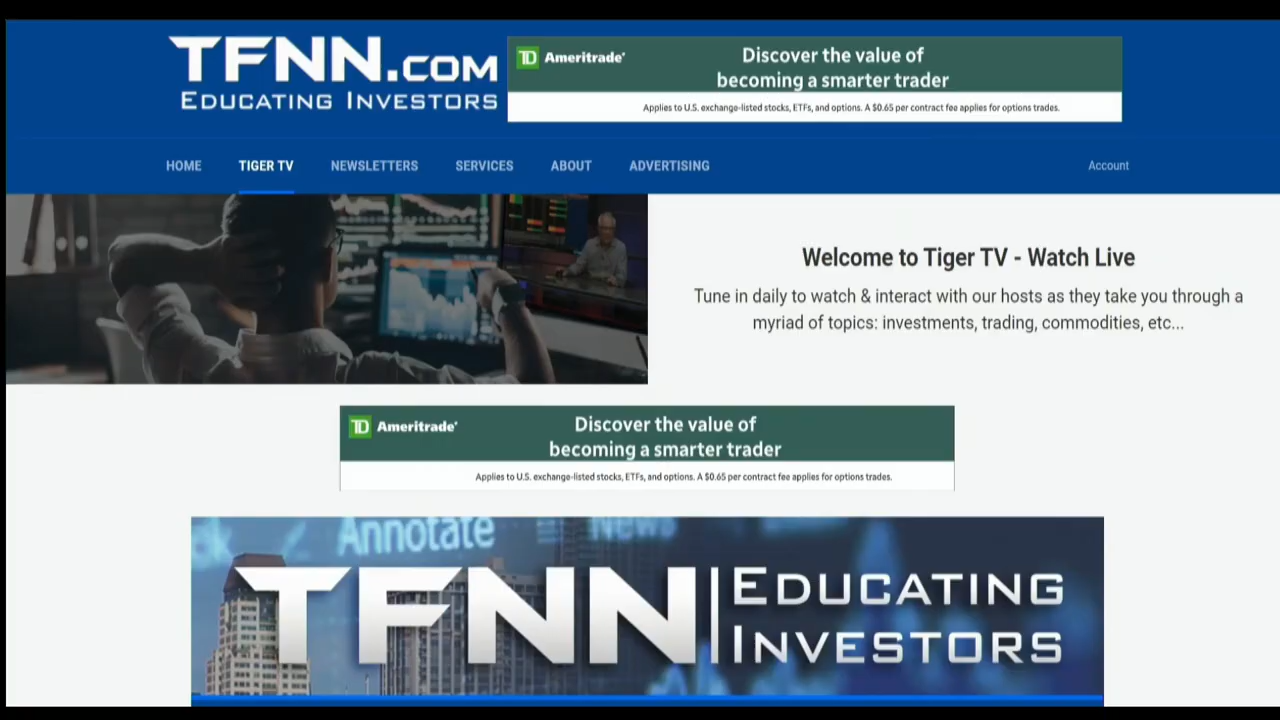 TFNN.COM
EDUCATING INVESTORS
TD Ameritrade
Discover the value of
becoming a smarter trader
Applies to U.S. exchange-listed stocks, ETFs, and options. A $0.65 per contract fee applies for options trades.
HOME TIGER TV NEWSLETTERS SERVICES ABOUT ADVERTISING Account
Welcome to Tiger TV - Watch Live
Tune in daily to watch & interact with our hosts as they take you through a
myriad of topics: investments, trading, commodities, etc...
TD Ameritrade
Discover the value of
becoming a smarter trader
Applies to U.S. exchange-listed stocks, ETFs, and options. A $0.65 per contract fee applies for options trades.
Annotate News
TFNN EDUCATING
INVESTORS